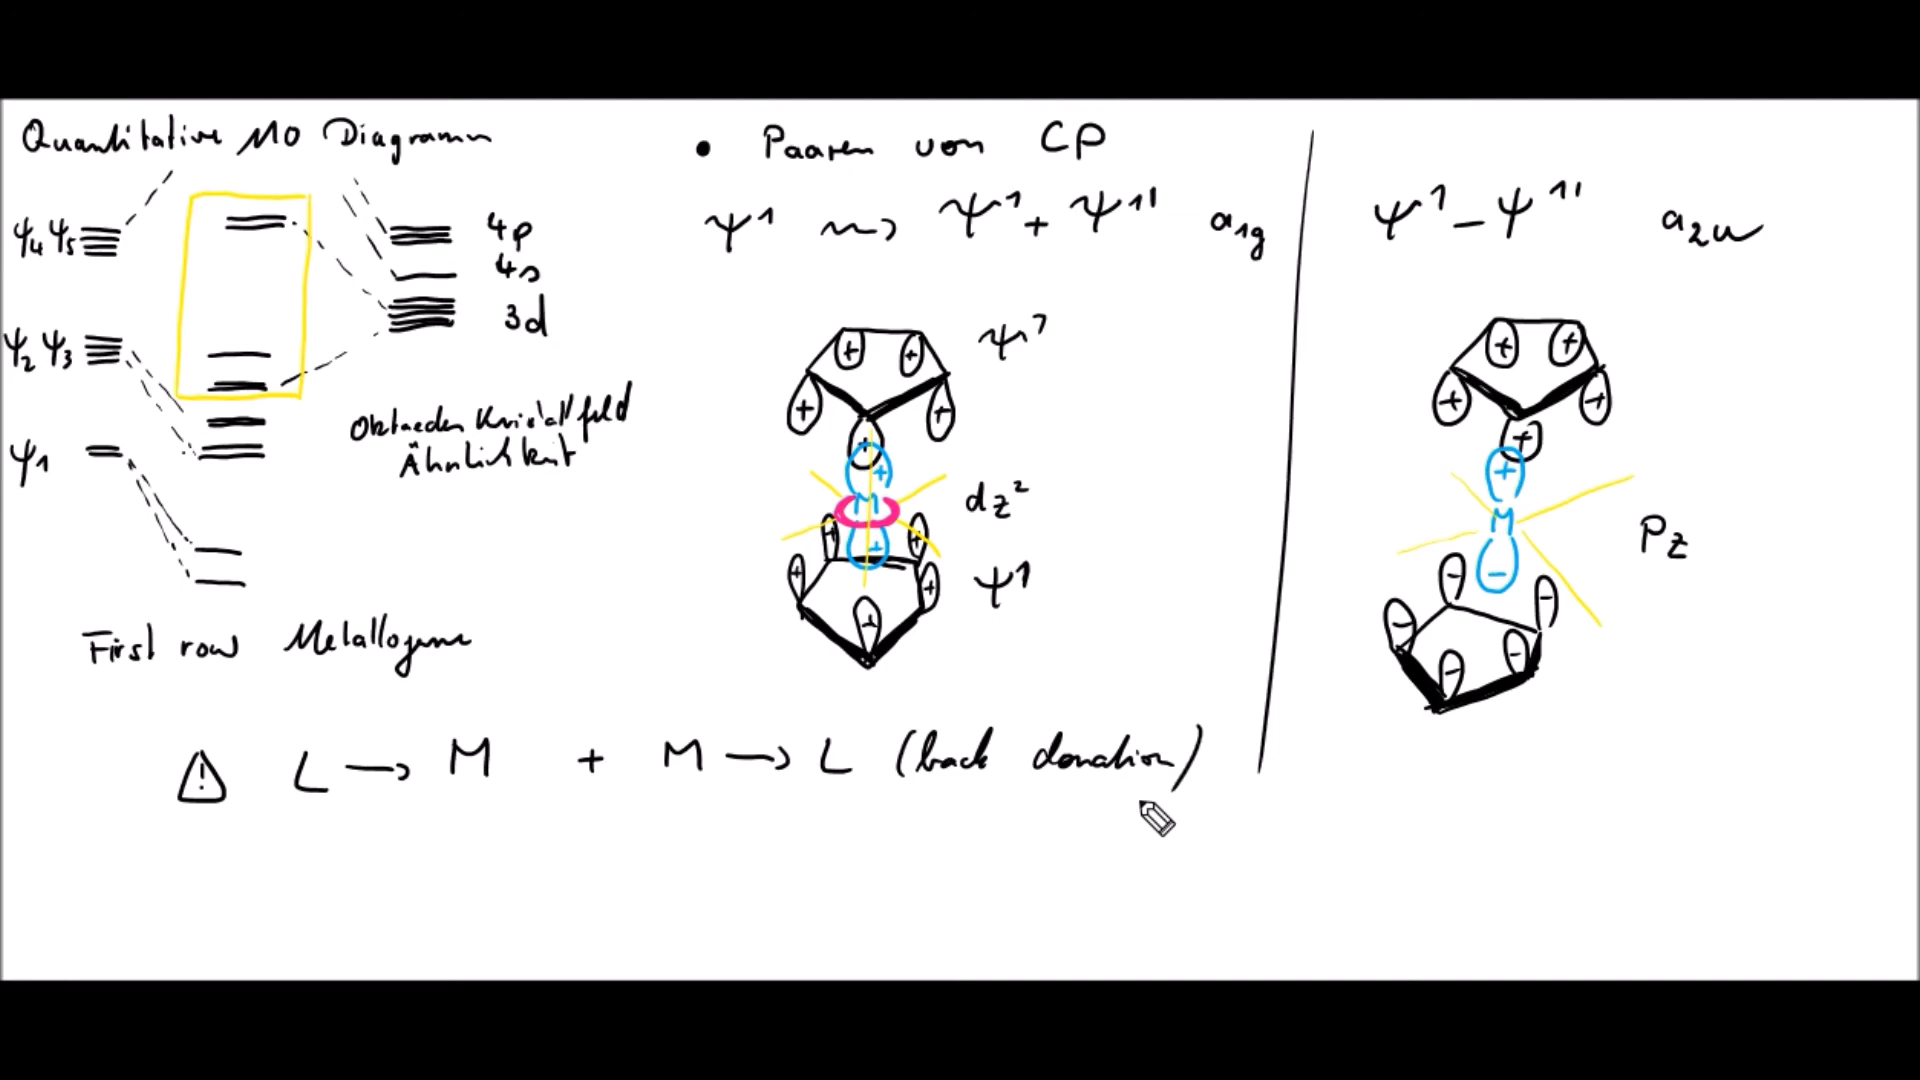 Quantitative MO Diagramm
ψ4 ψ5
4p
4s
3d
ψ2 ψ3
ψ1
Oktaeder Kristallfeld
Ähnlichkeit
First row Metallogene
• Paaren von CP
ψ1 ⇝ ψ1 + ψ1' a1g
ψ1
+ + + + +
+
M
dz²
+
+ + + + +
ψ1
ψ1 - ψ1' a2u
+ + + + +
+
M
Pz
-
- - - - -
⚠ L → M + M → L (back donation)